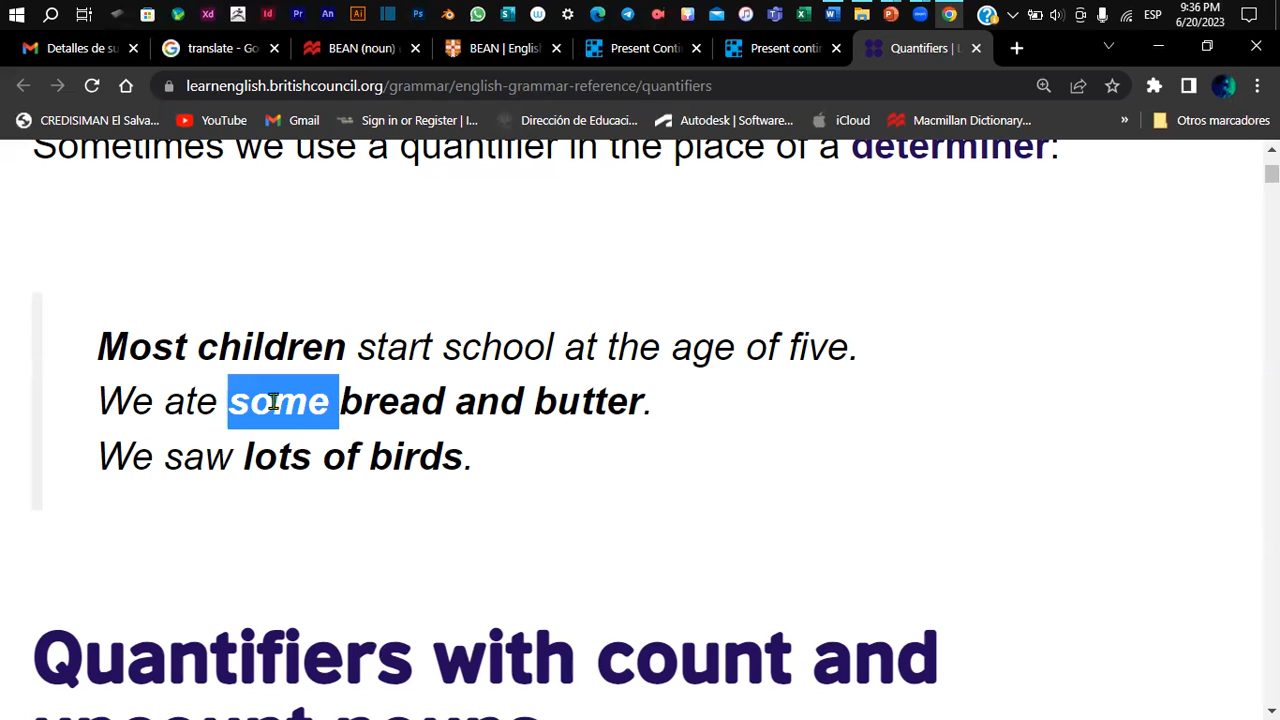 9:36 PM
ESP
6/20/2023
Detalles de su
translate - Go
BEAN (noun)
BEAN | English
Present Conti
Present contin
Quantifiers | L
learnenglish.britishcouncil.org/grammar/english-grammar-reference/quantifiers
CREDISIMAN El Salva...
YouTube
Gmail
Sign in or Register | I...
Dirección de Educaci...
Autodesk | Software...
iCloud
Macmillan Dictionary...
»
Otros marcadores
Sometimes we use a quantifier in the place of a determiner:
Most children start school at the age of five.
We ate some bread and butter.
We saw lots of birds.
Quantifiers with count and
uncount nouns